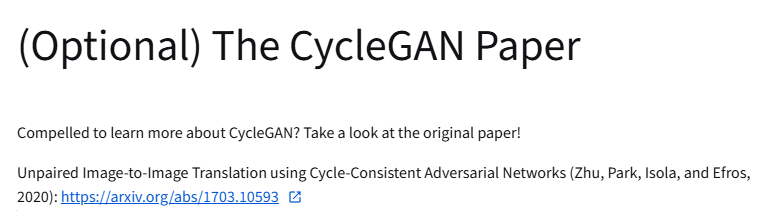 (Optional) The CycleGAN Paper
Compelled to learn more about CycleGAN? Take a look at the original paper!
Unpaired Image-to-Image Translation using Cycle-Consistent Adversarial Networks (Zhu, Park, Isola, and Efros,
2020): https://arxiv.org/abs/1703.10593